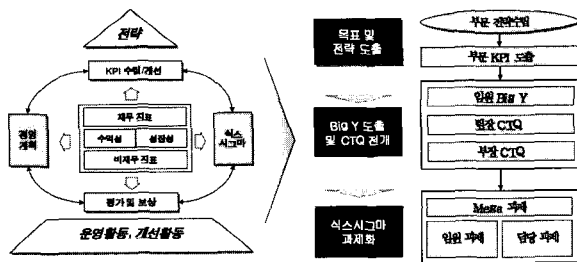 전략
KPI 수립/개선
경영
계획
재무 지표
수익성
성장성
비재무 지표
식스
시그마
평가 및 보상
운영활동, 개선활동
목표 및
전략 도출
Big Y 도출
및 CTQ 전개
식스시그마
과제화
부문 전략수립
부문 KPI 도출
임원 Big Y
팀장 CTQ
부장 CTQ
Mega 과제
임원 과제
담당 과제